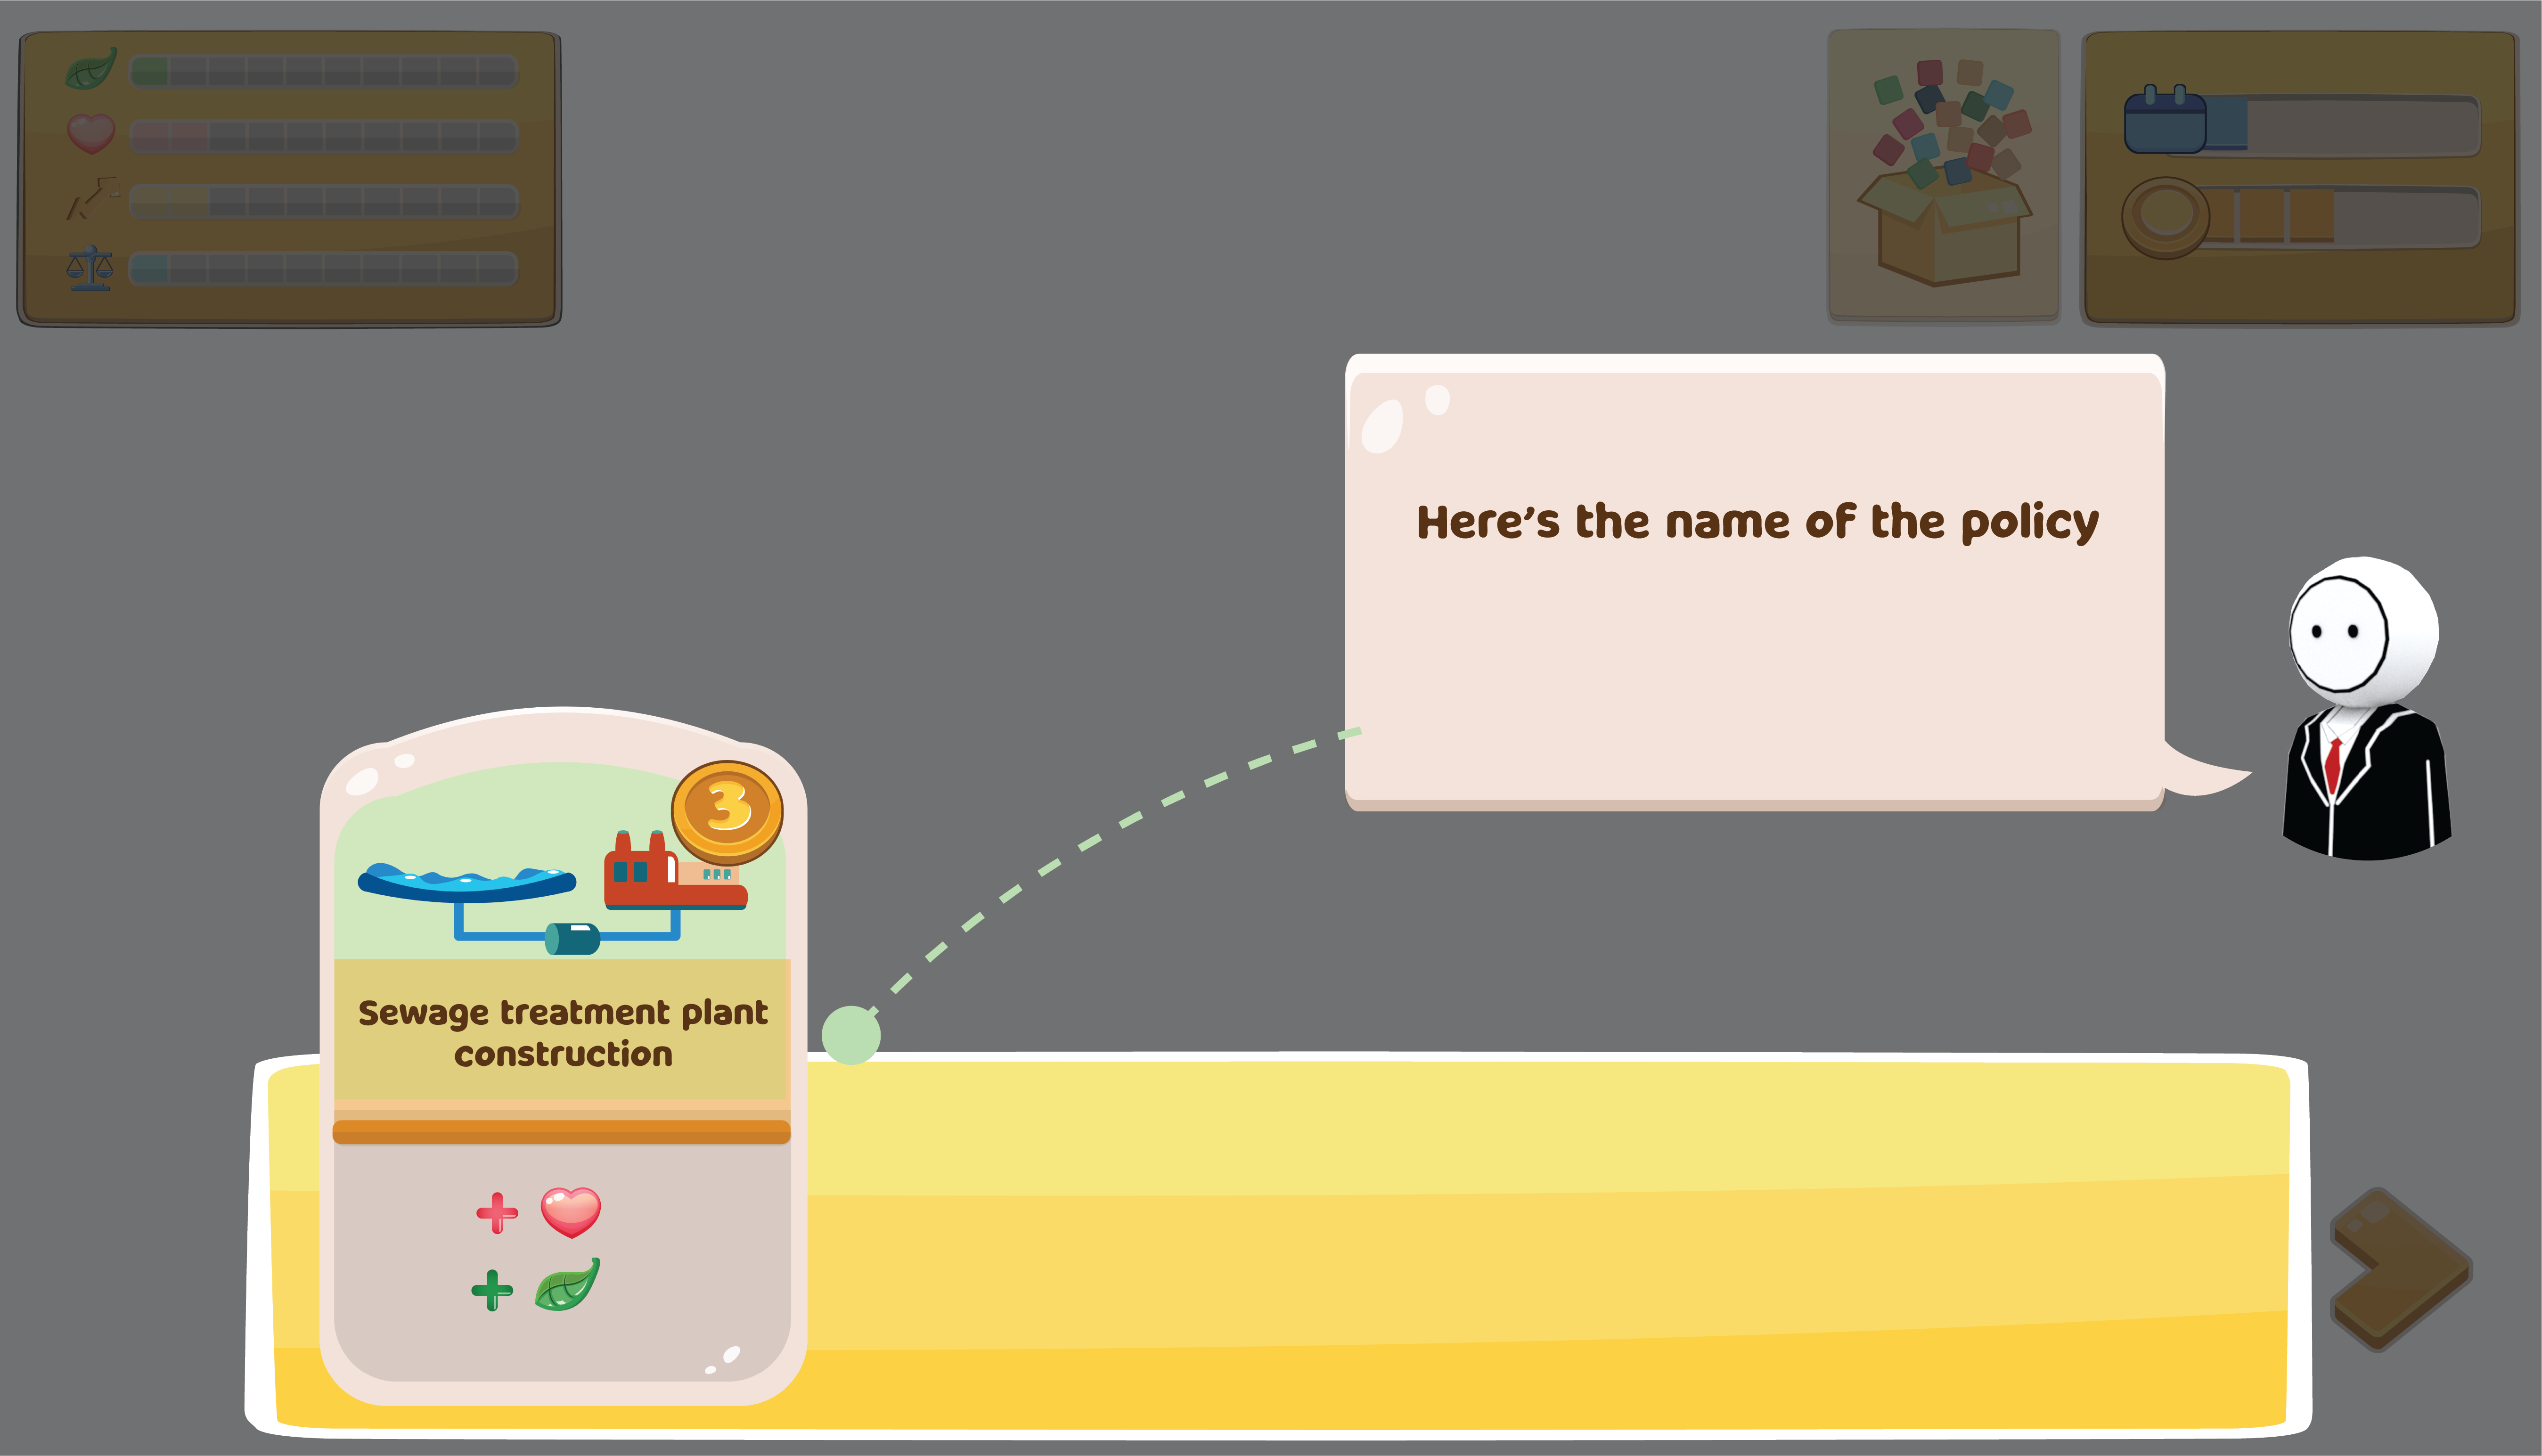 Here's the name of the policy
3
Sewage treatment plant
construction